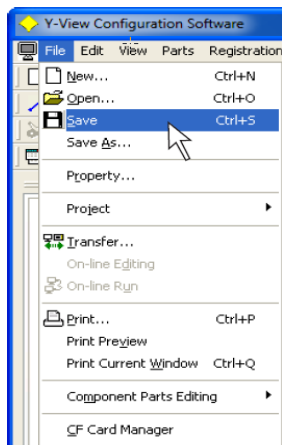 Y-View Configuration Software
File Edit View Parts Registration
New... Ctrl+N
Open... Ctrl+O
Save Ctrl+S
Save As...
Property...
Project
Transfer...
On-line Editing
On-line Run
Print... Ctrl+P
Print Preview
Print Current Window Ctrl+Q
Component Parts Editing
CF Card Manager